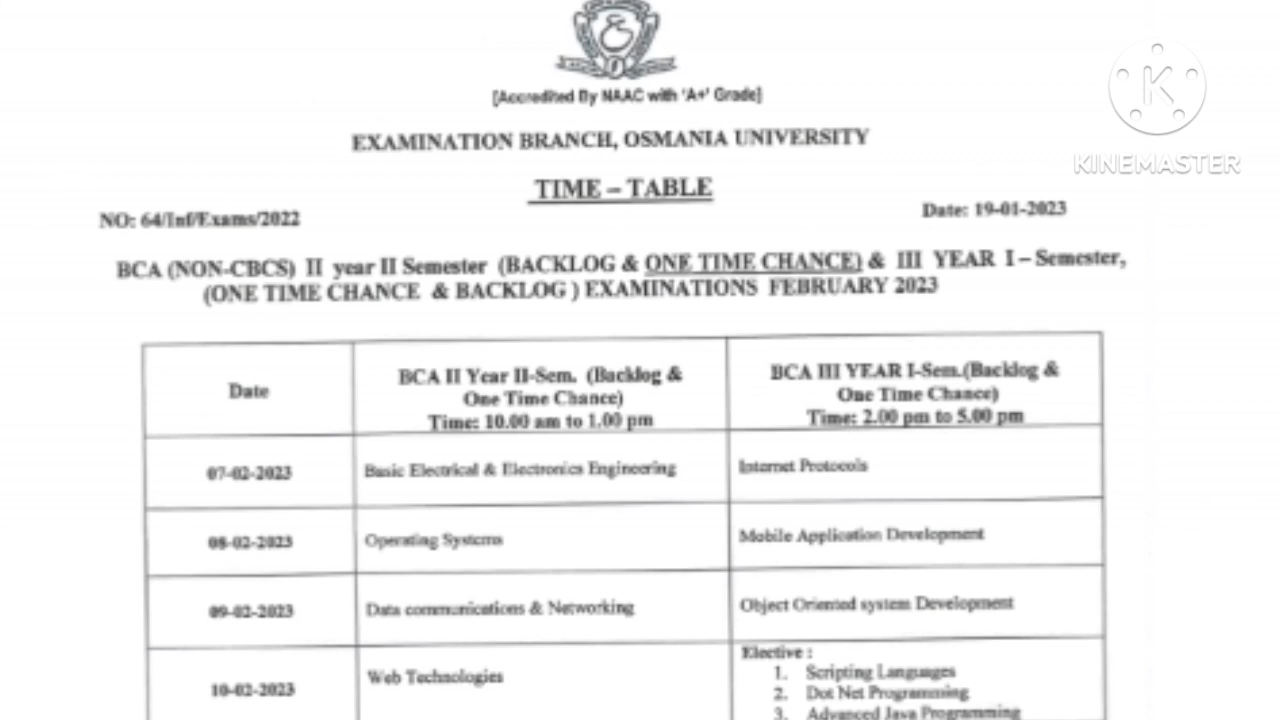 [Accredited By NAAC with 'A+' Grade]
EXAMINATION BRANCH, OSMANIA UNIVERSITY
TIME – TABLE
NO: 64/Inf/Exams/2022
Date: 19-01-2023
BCA (NON-CBCS) II year II Semester (BACKLOG & ONE TIME CHANCE) & III YEAR I – Semester,
(ONE TIME CHANCE & BACKLOG ) EXAMINATIONS FEBRUARY 2023
Date
BCA II Year II-Sem. (Backlog &
One Time Chance)
Time: 10.00 am to 1.00 pm
BCA III YEAR I-Sem.(Backlog &
One Time Chance)
Time: 2.00 pm to 5.00 pm
07-02-2023
Basic Electrical & Electronics Engineering
Internet Protocols
08-02-2023
Operating Systems
Mobile Application Development
09-02-2023
Data communications & Networking
Object Oriented system Development
10-02-2023
Web Technologies
Elective :
1. Scripting Languages
2. Dot Net Programming
3. Advanced Java Programming
K
KINEMASTER